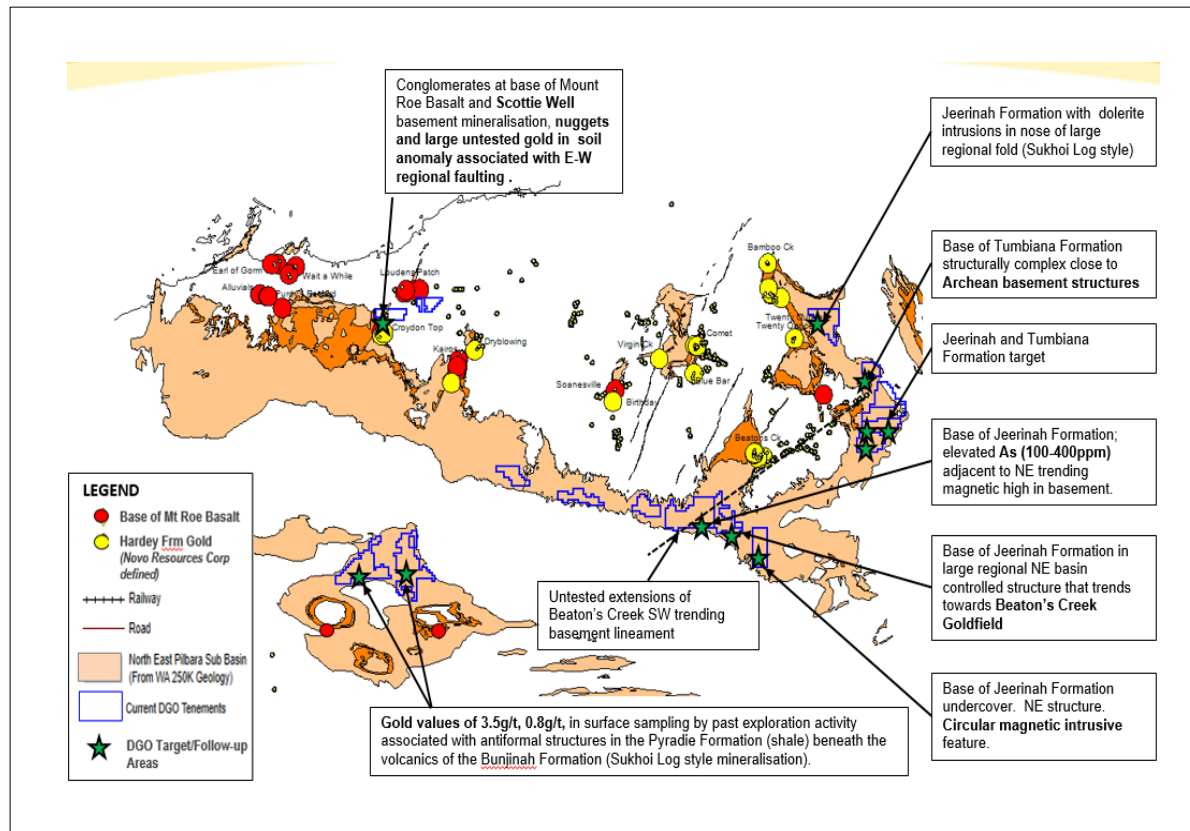 Conglomerates at base of Mount
Roe Basalt and Scottie Well
basement mineralisation, nuggets
and large untested gold in soil
anomaly associated with E-W
regional faulting .
Jeerinah Formation with dolerite
intrusions in nose of large
regional fold (Sukhoi Log style)
Base of Tumbiana Formation
structurally complex close to
Archean basement structures
Jeerinah and Tumbiana
Formation target
Base of Jeerinah Formation;
elevated As (100-400ppm)
adjacent to NE trending
magnetic high in basement.
Base of Jeerinah Formation in
large regional NE basin
controlled structure that trends
towards Beaton's Creek
Goldfield
Base of Jeerinah Formation
undercover. NE structure.
Circular magnetic intrusive
feature.
Untested extensions of
Beaton's Creek SW trending
basement lineament
Gold values of 3.5g/t, 0.8g/t, in surface sampling by past exploration activity
associated with antiformal structures in the Pyradie Formation (shale) beneath the
volcanics of the Bunjinah Formation (Sukhoi Log style mineralisation).
Earl of Gorm
Wait a While
Alluvials
Loudens Patch
Croydon Top
Kairos
Dryblowing
Bamboo Ck
Comet
Virgin Ck
Blue Bar
Soanesville
Birthday
Beatons Ck
LEGEND
Base of Mt Roe Basalt
Hardey Frm Gold
(Novo Resources Corp
defined)
Railway
Road
North East Pilbara Sub Basin
(From WA 250K Geology)
Current DGO Tenements
DGO Target/Follow-up
Areas